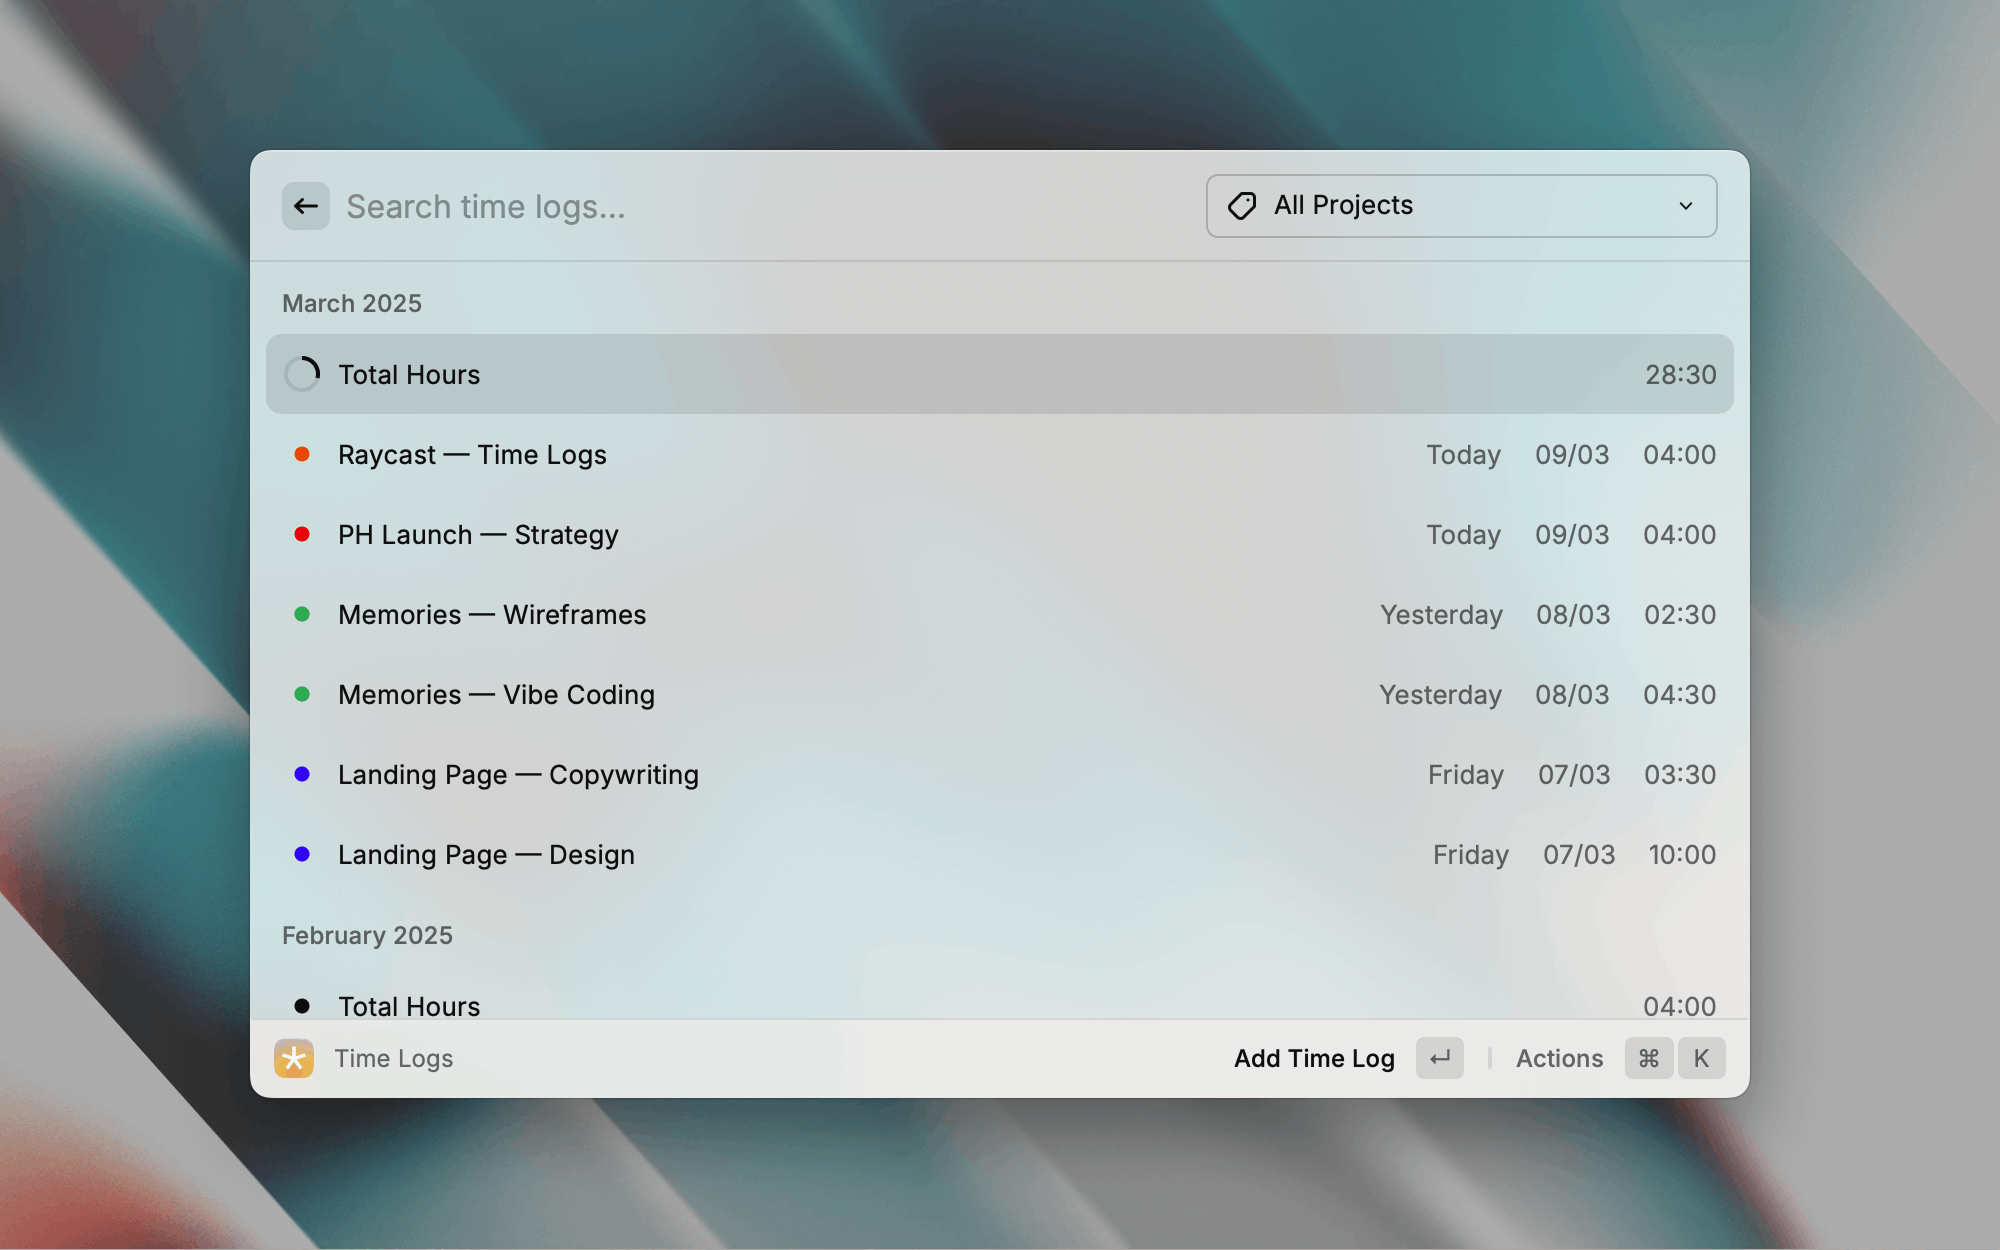 Search time logs...
All Projects
March 2025
Total Hours 28:30
Raycast — Time Logs Today 09/03 04:00
PH Launch — Strategy Today 09/03 04:00
Memories — Wireframes Yesterday 08/03 02:30
Memories — Vibe Coding Yesterday 08/03 04:30
Landing Page — Copywriting Friday 07/03 03:30
Landing Page — Design Friday 07/03 10:00
February 2025
Total Hours 04:00
Time Logs Add Time Log ↵ Actions ⌘ K